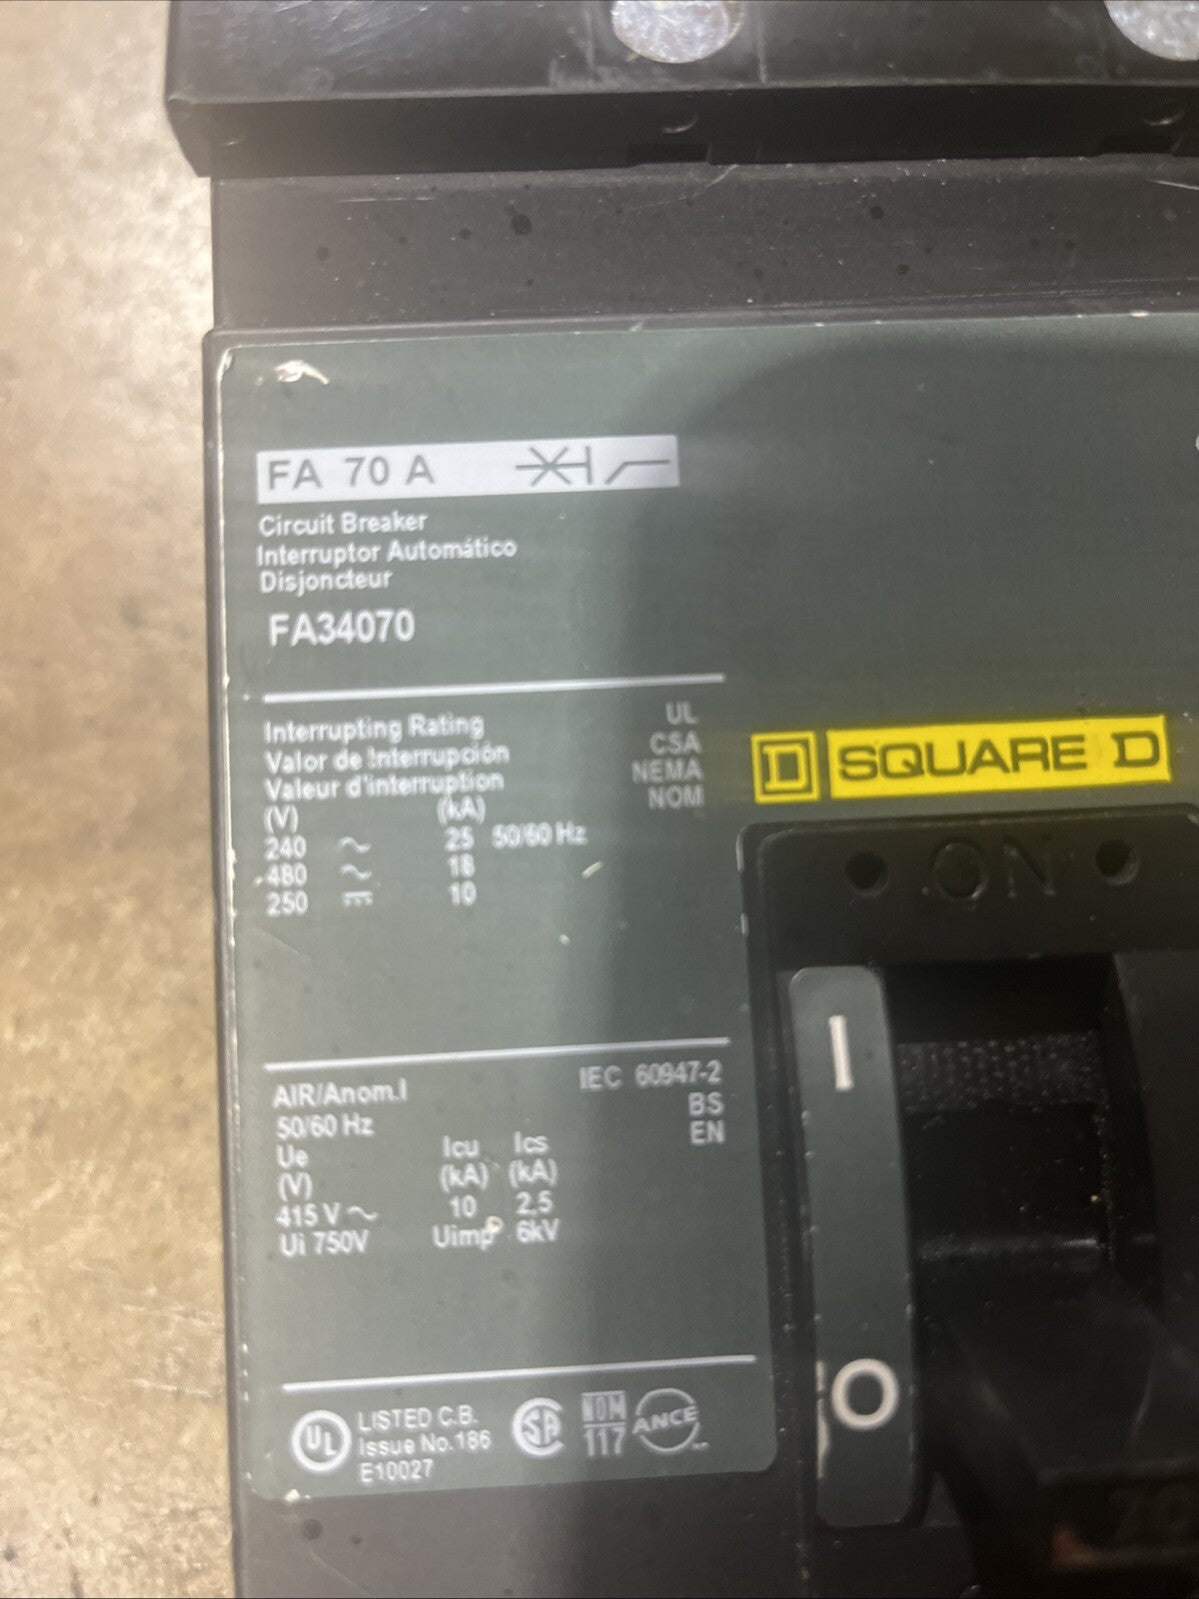 FA 70 A
Circuit Breaker
Interruptor Automático
Disjoncteur
FA34070
Interrupting Rating
Valor de Interrupción
Valeur d'interruption
UL
CSA
NEMA
NOM
(V) (kA)
240 ~ 25 50/60 Hz
480 ~ 18
250 10
SQUARE D
ON
I
O
AIR/Anom.I
50/60 Hz
IEC 60947-2
BS
EN
Ue Icu Ics
(V) (kA) (kA)
415 V ~ 10 2,5
Ui 750V Uimp 6kV
UL
LISTED C.B.
Issue No. 186
E10027
SA
NOM
117
ANCE